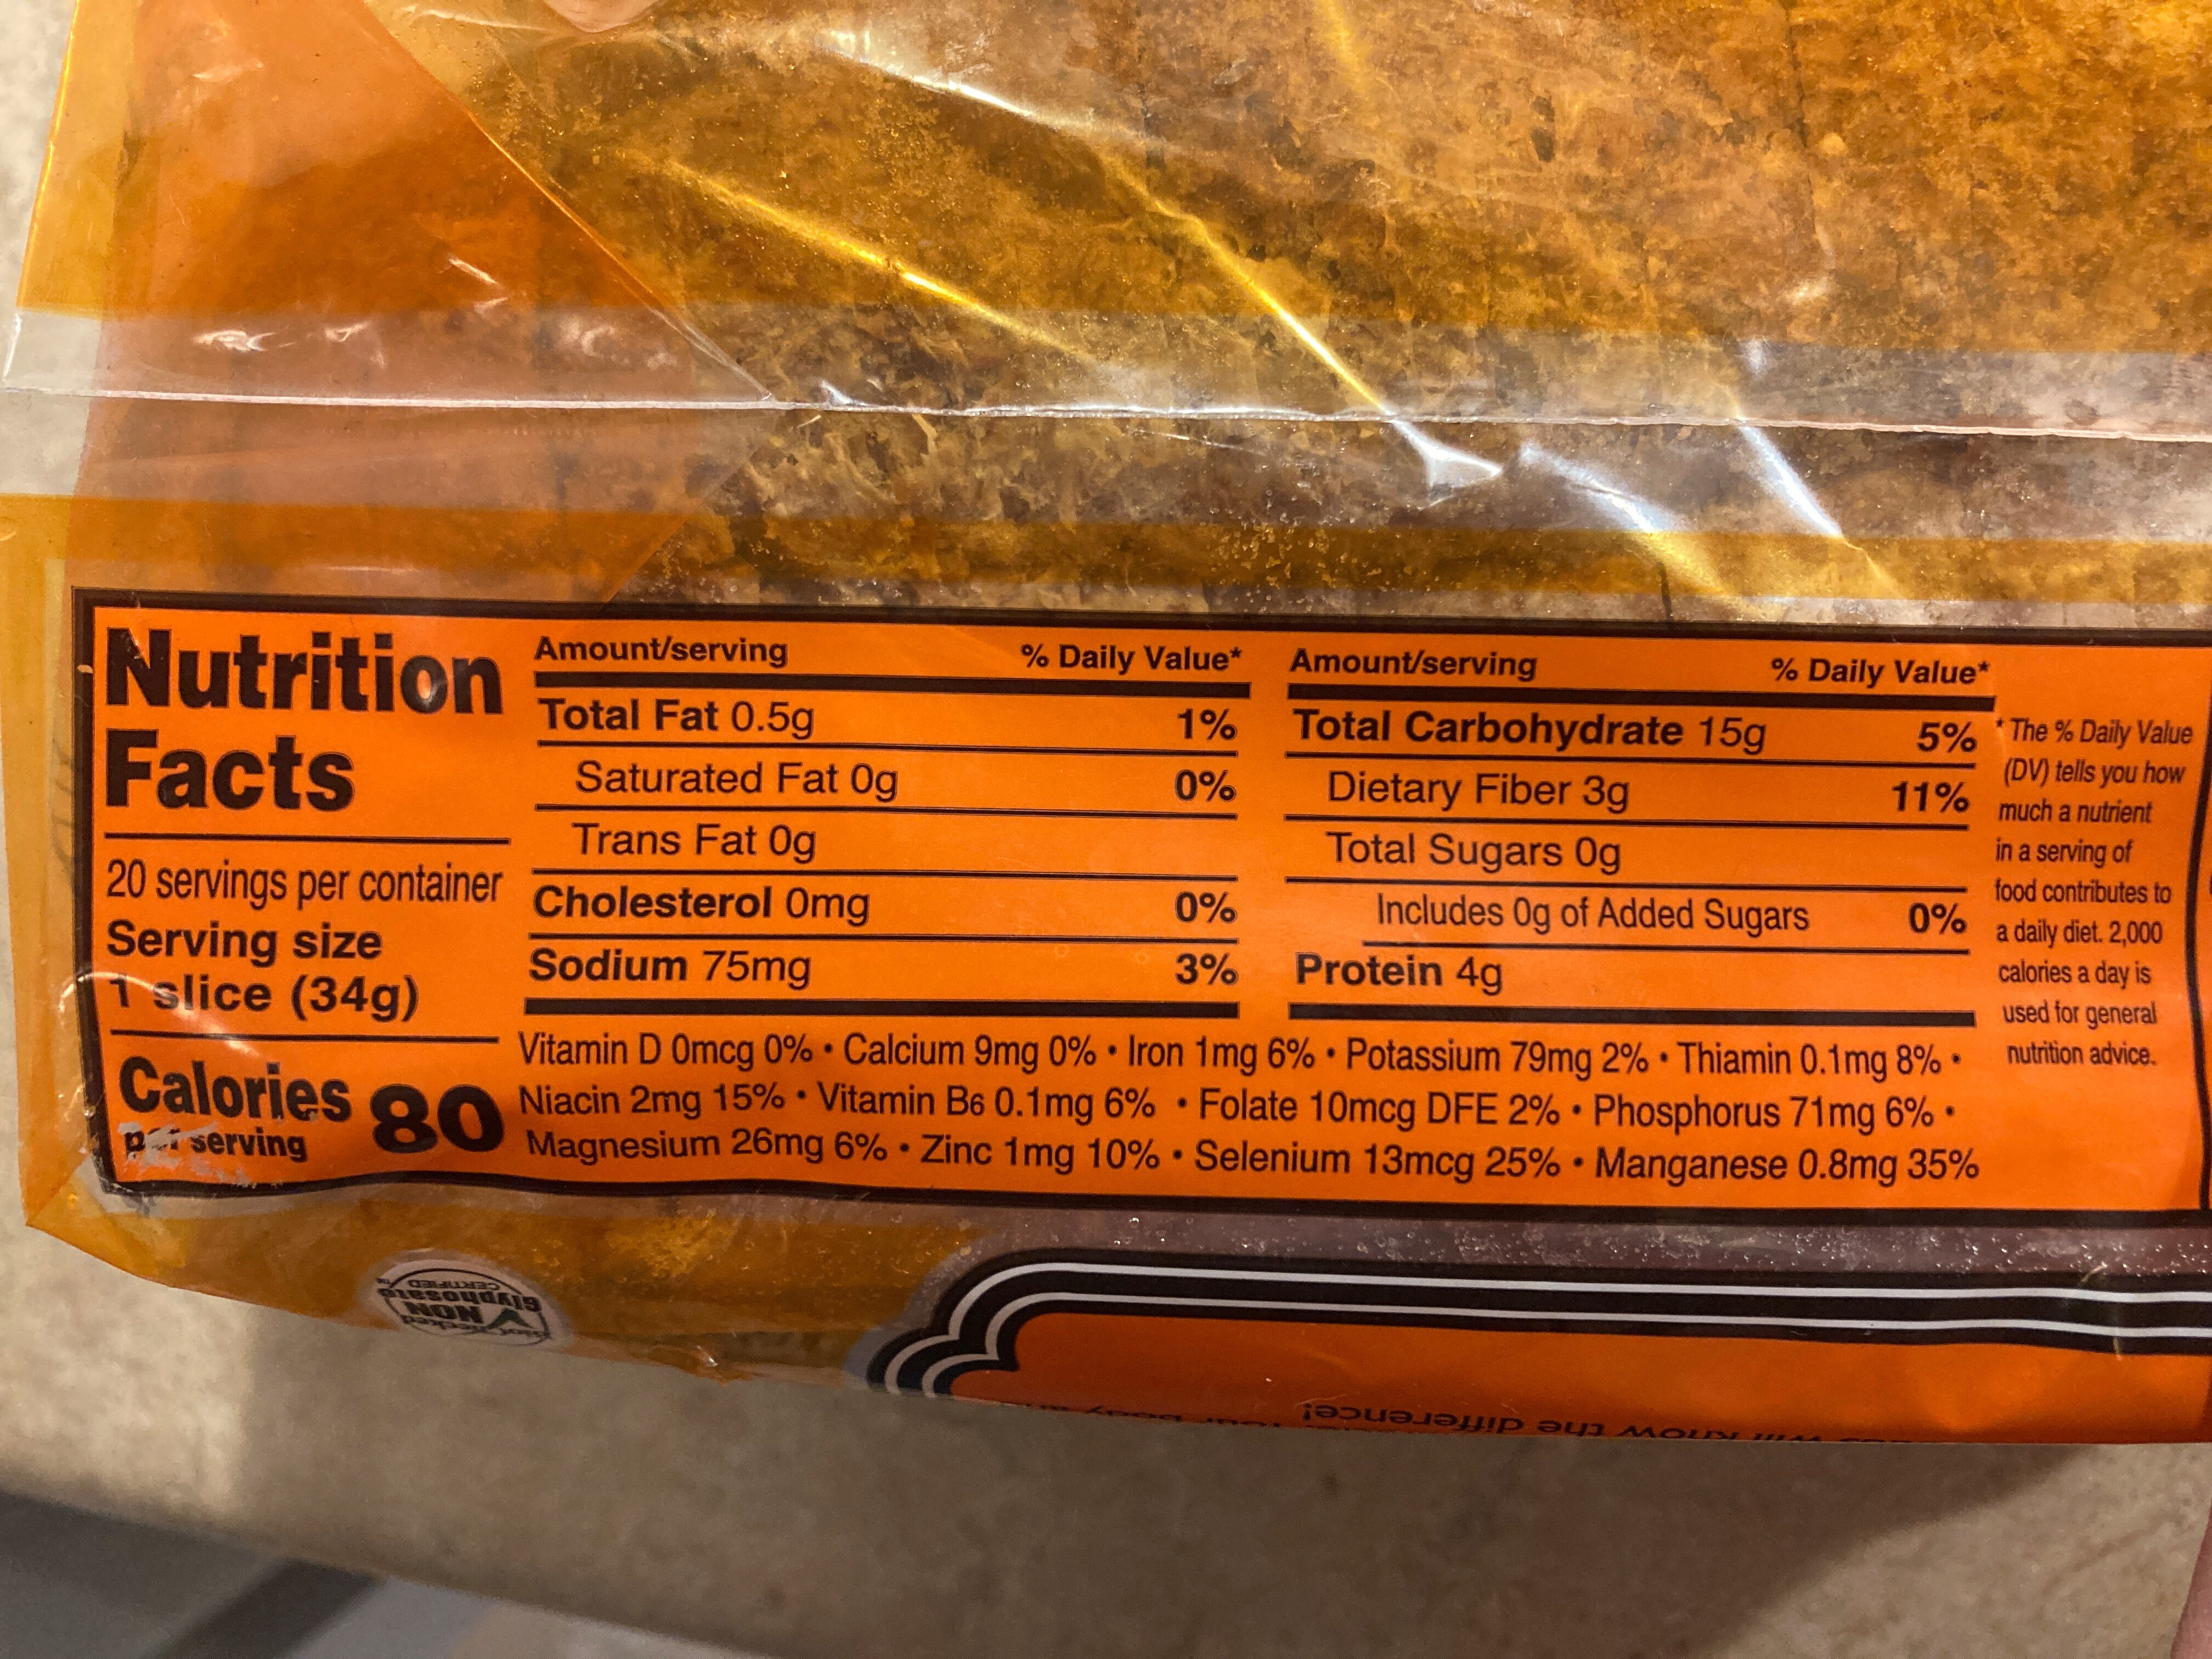 Nutrition
Facts
20 servings per container
Serving size
1 slice (34g)
Calories 80
per serving
Amount/serving % Daily Value*
Total Fat 0.5g 1%
Saturated Fat 0g 0%
Trans Fat 0g
Cholesterol 0mg 0%
Sodium 75mg 3%
Amount/serving % Daily Value*
Total Carbohydrate 15g 5%
Dietary Fiber 3g 11%
Total Sugars 0g
Includes 0g of Added Sugars 0%
Protein 4g
Vitamin D 0mcg 0% • Calcium 9mg 0% • Iron 1mg 6% • Potassium 79mg 2% • Thiamin 0.1mg 8% •
Niacin 2mg 15% • Vitamin B6 0.1mg 6% • Folate 10mcg DFE 2% • Phosphorus 71mg 6% •
Magnesium 26mg 6% • Zinc 1mg 10% • Selenium 13mcg 25% • Manganese 0.8mg 35%
* The % Daily Value
(DV) tells you how
much a nutrient
in a serving of
food contributes to
a daily diet. 2,000
calories a day is
used for general
nutrition advice.
NON
Glyphosate
CERTIFIED
know the difference!